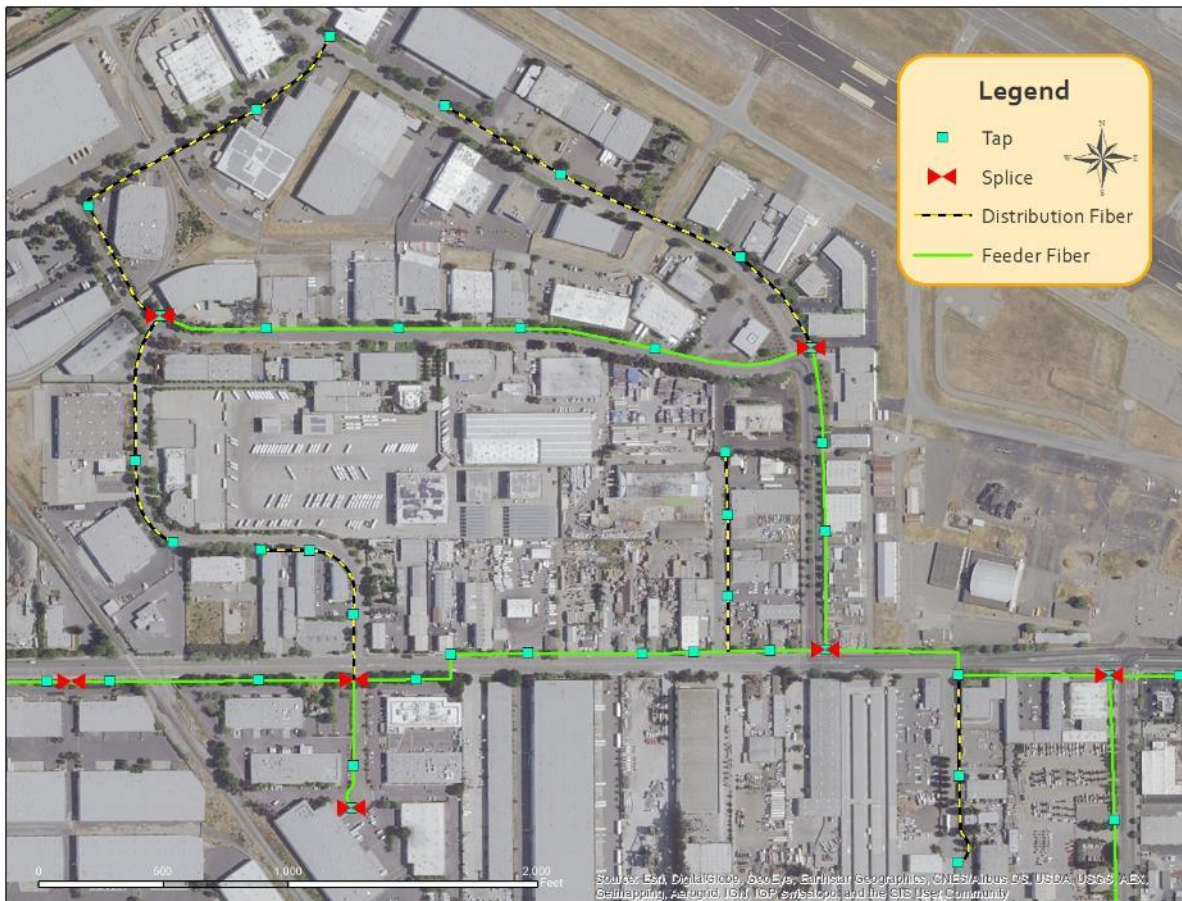 Legend
N
W
E
S
Tap
Splice
Distribution Fiber
Feeder Fiber
0 500 1,000 2,000
Feet
Source: Esri, DigitalGlobe, GeoEye, Earthstar Geographics, CNES/Airbus DS, USDA, USGS, AEX,
Getmapping, Aerogrid, IGN, IGP, swisstopo, and the GIS User Community